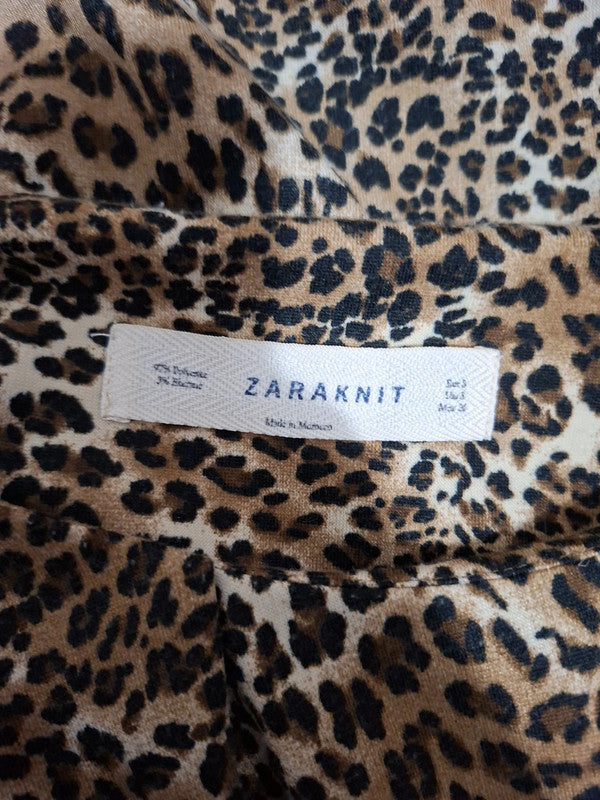 97% Polyester
3% Elastane
ZARAKNIT
Eur S
Usa S
Mex 26
Made in Morocco